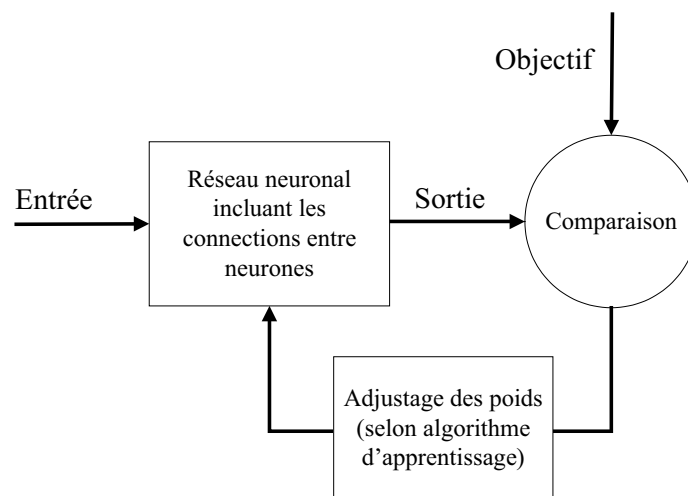 Objectif
Entrée
Réseau neuronal
incluant les
connections entre
neurones
Sortie
Comparaison
Adjustage des poids
(selon algorithme
d’apprentissage)